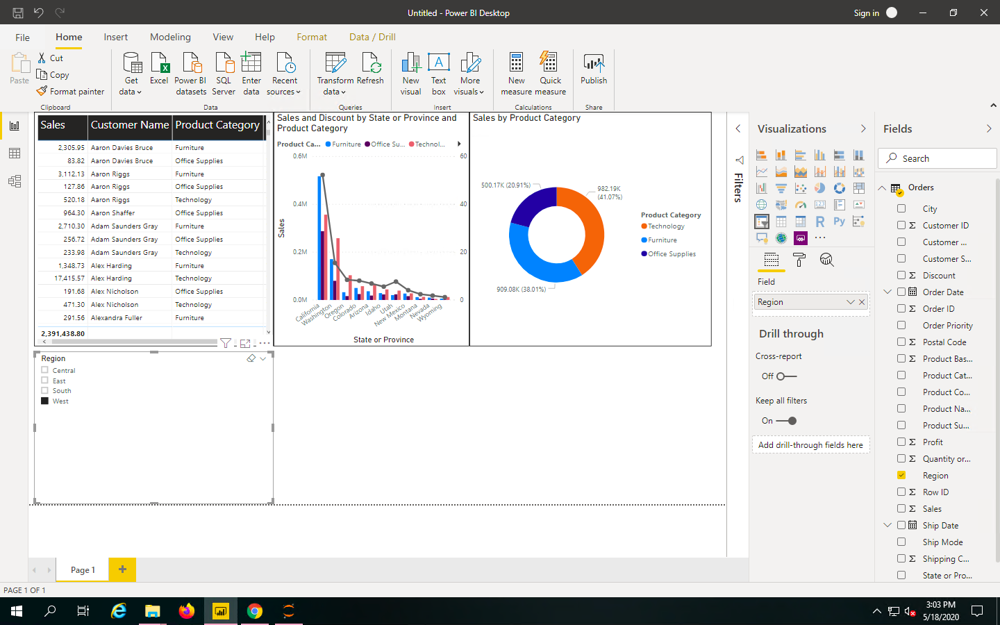 Untitled - Power BI Desktop
Sign in
File
Home
Insert
Modeling
View
Help
Format
Data / Drill
Paste
Cut
Copy
Format painter
Clipboard
Get data
Excel
Power BI datasets
SQL Server
Enter data
Recent sources
Data
Transform data
Refresh
Queries
New visual
Text box
More visuals
Insert
New measure
Quick measure
Calculations
Publish
Share
Sales Customer Name Product Category
2,305.95 Aaron Davies Bruce Furniture
83.82 Aaron Davies Bruce Office Supplies
3,112.13 Aaron Riggs Furniture
127.86 Aaron Riggs Office Supplies
520.18 Aaron Riggs Technology
964.30 Aaron Shaffer Office Supplies
2,710.30 Adam Saunders Gray Furniture
256.72 Adam Saunders Gray Office Supplies
233.98 Adam Saunders Gray Technology
1,348.73 Alex Harding Furniture
17,415.57 Alex Harding Technology
191.68 Alex Nicholson Office Supplies
471.30 Alex Nicholson Technology
291.56 Alexandra Fuller Furniture
2,391,438.80
Sales and Discount by State or Province and
Product Category
Product Ca... Furniture Office Su... Technol...
0.6M
0.4M
0.2M
0.0M
60
40
20
0
Sales
California
Washington
Oregon
Colorado
Arizona
Idaho
Utah
New Mexico
Montana
Nevada
Wyoming
State or Province
Sales by Product Category
500.17K (20.91%)
982.19K
(41.07%)
909.08K (38.01%)
Product Category
Technology
Furniture
Office Supplies
Region
Central
East
South
West
Filters
Visualizations
R
Py
123
Field
Region
Drill through
Cross-report
Off
Keep all filters
On
Add drill-through fields here
Fields
Search
Orders
City
Customer ID
Customer ...
Customer S...
Discount
Order Date
Order ID
Order Priority
Postal Code
Product Bas...
Product Cat...
Product Co...
Product Na...
Product Su...
Profit
Quantity or...
Region
Row ID
Sales
Ship Date
Ship Mode
Shipping C...
State or Pro...
Page 1
PAGE 1 OF 1
3:03 PM
5/18/2020